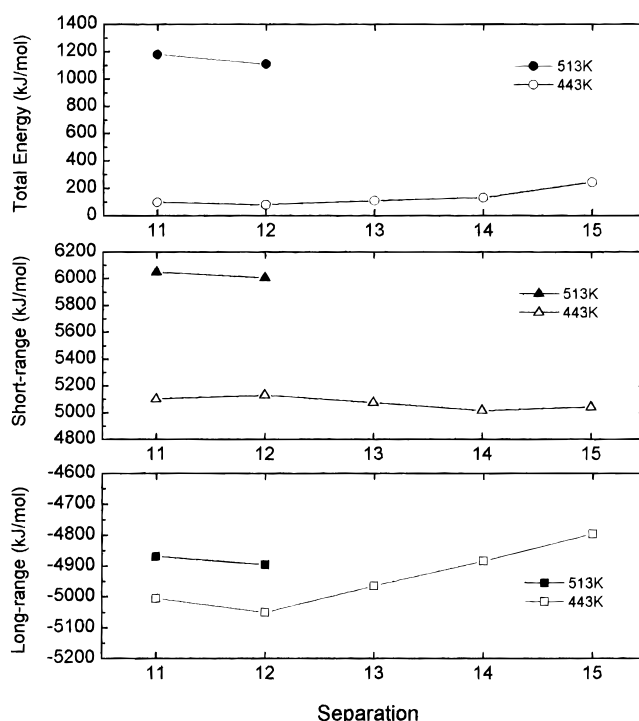 Total Energy (kJ/mol)
1400
1200
1000
800
600
400
200
0
513K
443K
11 12 13 14 15
Short-range (kJ/mol)
6200
6000
5800
5600
5400
5200
5000
4800
513K
443K
11 12 13 14 15
Long-range (kJ/mol)
-4600
-4700
-4800
-4900
-5000
-5100
-5200
513K
443K
11 12 13 14 15
Separation